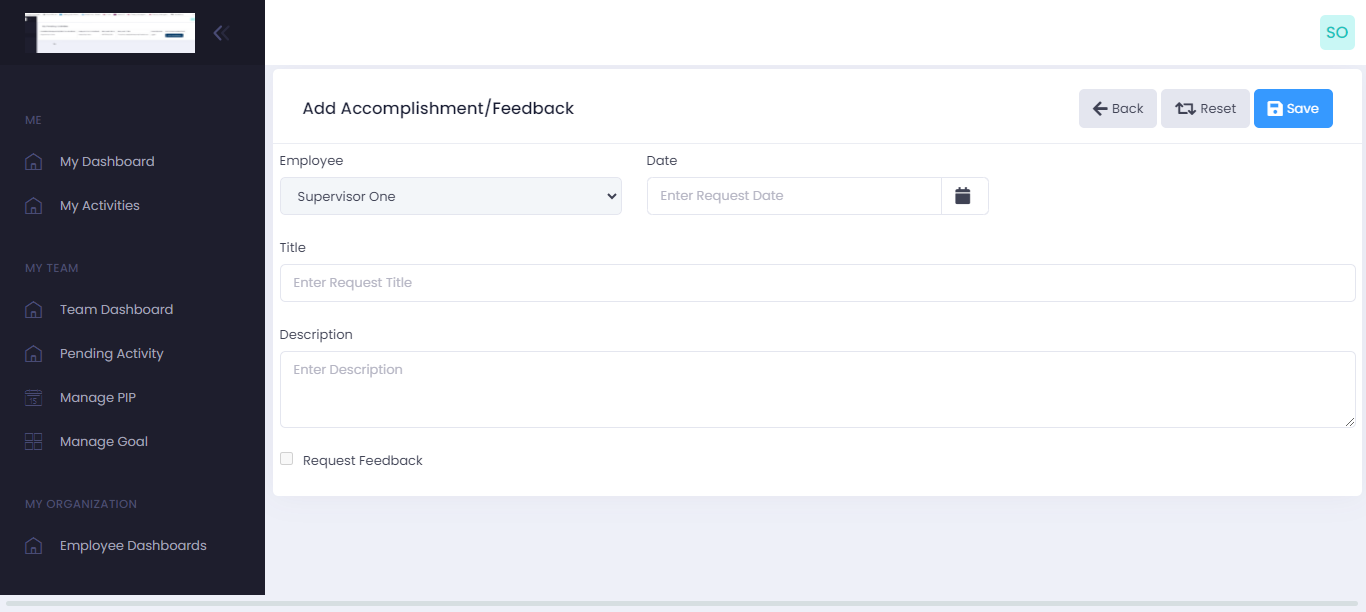 SO
ME
My Dashboard
My Activities
MY TEAM
Team Dashboard
Pending Activity
Manage PIP
Manage Goal
MY ORGANIZATION
Employee Dashboards
Add Accomplishment/Feedback
Back
Reset
Save
Employee
Date
Supervisor One
Enter Request Date
Title
Enter Request Title
Description
Enter Description
Request Feedback